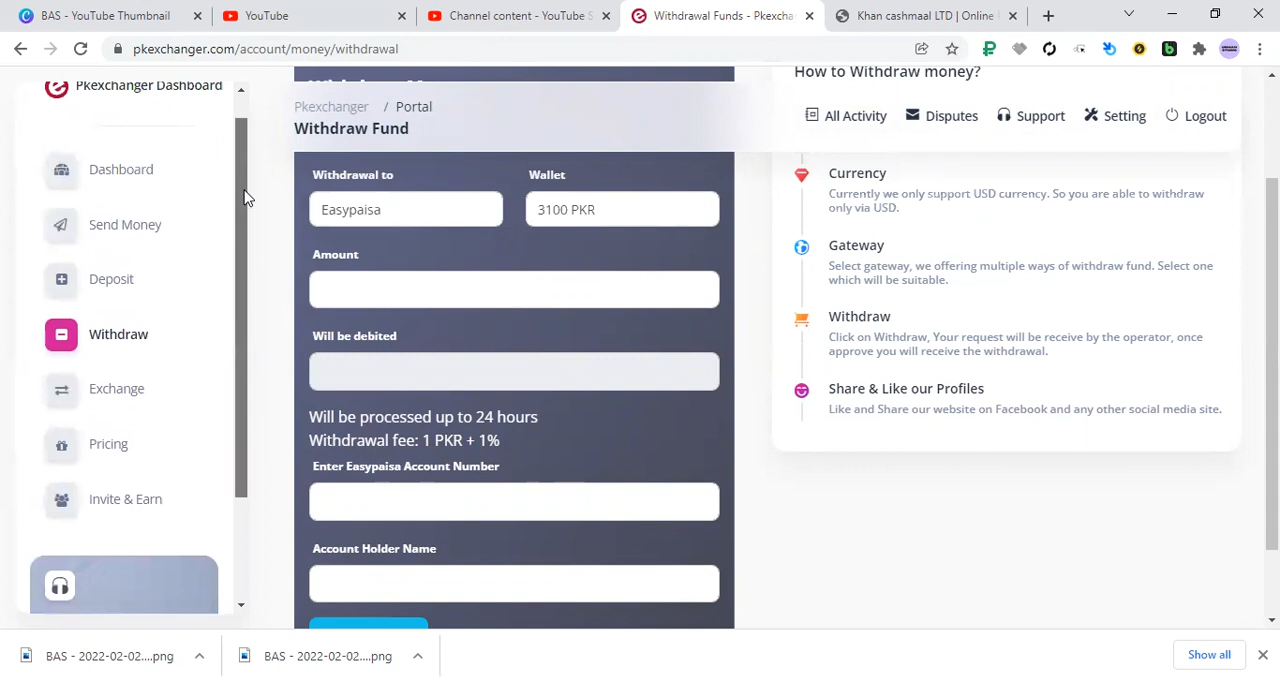 BAS - YouTube Thumbnail
YouTube
Channel content - YouTube S
Withdrawal Funds - Pkexchan
Khan cashmaal LTD | Online
pkexchanger.com/account/money/withdrawal
Pkexchanger Dashboard
Dashboard
Send Money
Deposit
Withdraw
Exchange
Pricing
Invite & Earn
Pkexchanger / Portal
Withdraw Fund
All Activity
Disputes
Support
Setting
Logout
Withdrawal to
Wallet
Easypaisa
3100 PKR
Amount
Will be debited
Will be processed up to 24 hours
Withdrawal fee: 1 PKR + 1%
Enter Easypaisa Account Number
Account Holder Name
How to Withdraw money?
Currency
Currently we only support USD currency. So you are able to withdraw
only via USD.
Gateway
Select gateway, we offering multiple ways of withdraw fund. Select one
which will be suitable.
Withdraw
Click on Withdraw, Your request will be receive by the operator, once
approve you will receive the withdrawal.
Share & Like our Profiles
Like and Share our website on Facebook and any other social media site.
BAS - 2022-02-02....png
BAS - 2022-02-02....png
Show all